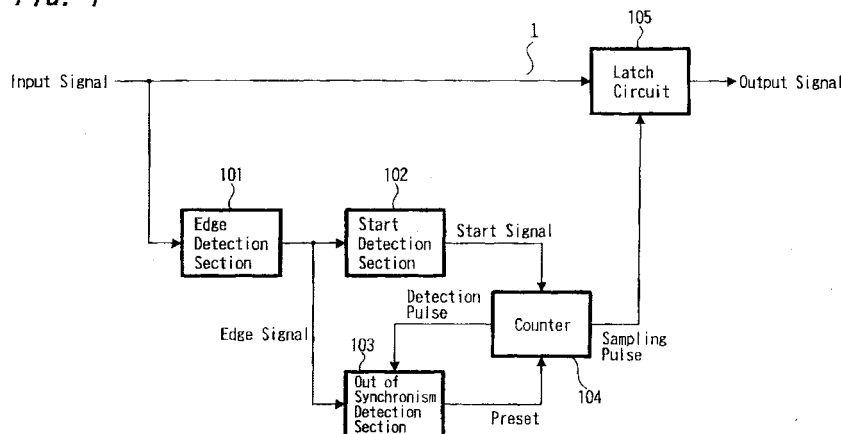 FIG. 1
105
1
Input Signal
Latch
Circuit
Output Signal
101
102
Edge
Detection
Section
Start
Detection
Section
Start Signal
Detection
Pulse
Counter
Edge Signal
Sampling
Pulse
103
104
Out of
Synchronism
Detection
Section
Preset